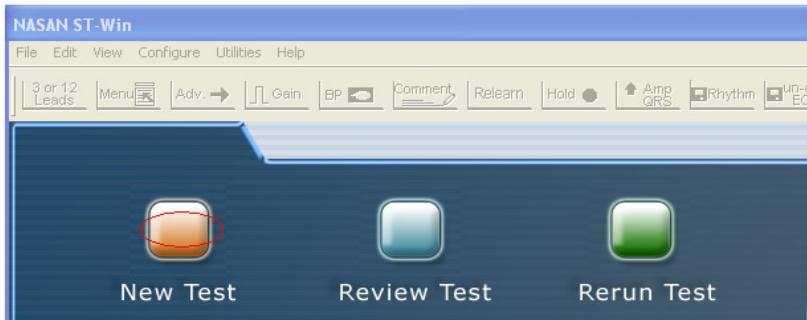 NASAN ST-Win
File Edit View Configure Utilities Help
3 or 12 Leads Menu Adv. Gain BP Comment Relearn Hold Amp QRS Rhythm
New Test Review Test Rerun Test